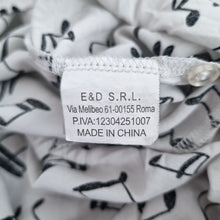 E&D S.R.L.
Via Melibeo 61-00155 Roma
P.IVA: 12304251007
MADE IN CHINA